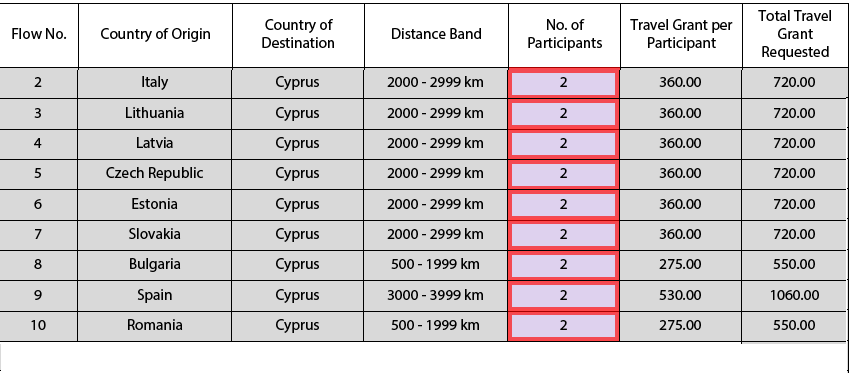 Flow No. Country of Origin Country of Destination Distance Band No. of Participants Travel Grant per Participant Total Travel Grant Requested
2 Italy Cyprus 2000 - 2999 km 2 360.00 720.00
3 Lithuania Cyprus 2000 - 2999 km 2 360.00 720.00
4 Latvia Cyprus 2000 - 2999 km 2 360.00 720.00
5 Czech Republic Cyprus 2000 - 2999 km 2 360.00 720.00
6 Estonia Cyprus 2000 - 2999 km 2 360.00 720.00
7 Slovakia Cyprus 2000 - 2999 km 2 360.00 720.00
8 Bulgaria Cyprus 500 - 1999 km 2 275.00 550.00
9 Spain Cyprus 3000 - 3999 km 2 530.00 1060.00
10 Romania Cyprus 500 - 1999 km 2 275.00 550.00